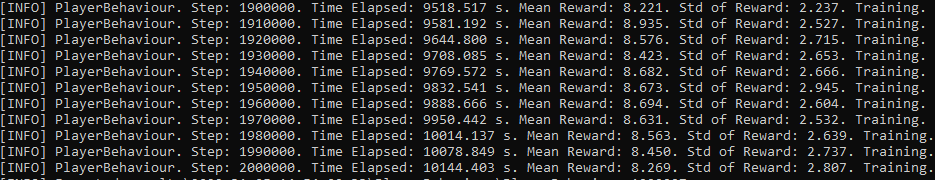 [INFO] PlayerBehaviour. Step: 1900000. Time Elapsed: 9518.517 s. Mean Reward: 8.221. Std of Reward: 2.237. Training.
[INFO] PlayerBehaviour. Step: 1910000. Time Elapsed: 9581.192 s. Mean Reward: 8.935. Std of Reward: 2.527. Training.
[INFO] PlayerBehaviour. Step: 1920000. Time Elapsed: 9644.800 s. Mean Reward: 8.576. Std of Reward: 2.715. Training.
[INFO] PlayerBehaviour. Step: 1930000. Time Elapsed: 9708.085 s. Mean Reward: 8.423. Std of Reward: 2.653. Training.
[INFO] PlayerBehaviour. Step: 1940000. Time Elapsed: 9769.572 s. Mean Reward: 8.682. Std of Reward: 2.666. Training.
[INFO] PlayerBehaviour. Step: 1950000. Time Elapsed: 9832.541 s. Mean Reward: 8.673. Std of Reward: 2.945. Training.
[INFO] PlayerBehaviour. Step: 1960000. Time Elapsed: 9888.666 s. Mean Reward: 8.694. Std of Reward: 2.604. Training.
[INFO] PlayerBehaviour. Step: 1970000. Time Elapsed: 9950.442 s. Mean Reward: 8.631. Std of Reward: 2.532. Training.
[INFO] PlayerBehaviour. Step: 1980000. Time Elapsed: 10014.137 s. Mean Reward: 8.563. Std of Reward: 2.639. Training.
[INFO] PlayerBehaviour. Step: 1990000. Time Elapsed: 10078.849 s. Mean Reward: 8.450. Std of Reward: 2.737. Training.
[INFO] PlayerBehaviour. Step: 2000000. Time Elapsed: 10144.403 s. Mean Reward: 8.269. Std of Reward: 2.807. Training.